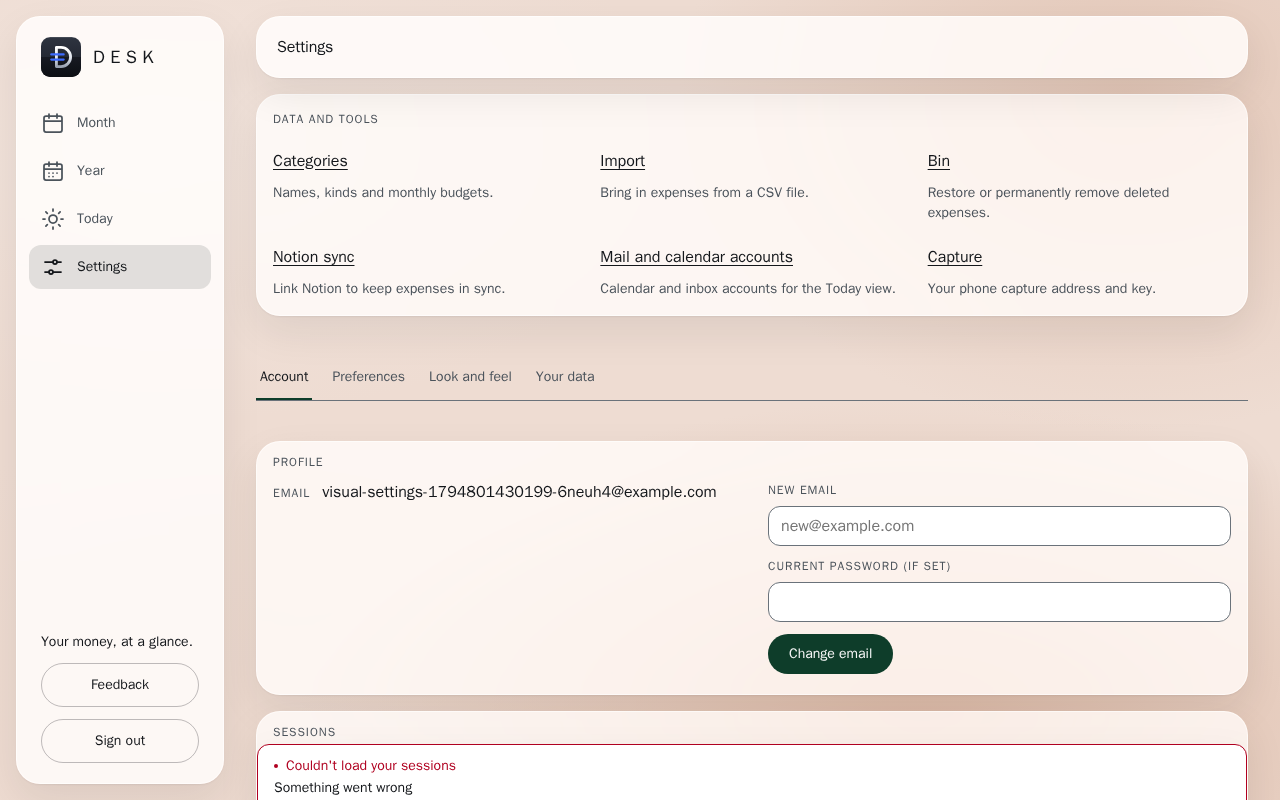 DESK
Month
Year
Today
Settings
Your money, at a glance.
Feedback
Sign out
Settings
DATA AND TOOLS
Categories
Names, kinds and monthly budgets.
Import
Bring in expenses from a CSV file.
Bin
Restore or permanently remove deleted
expenses.
Notion sync
Link Notion to keep expenses in sync.
Mail and calendar accounts
Calendar and inbox accounts for the Today view.
Capture
Your phone capture address and key.
Account Preferences Look and feel Your data
PROFILE
EMAIL visual-settings-1794801430199-6neuh4@example.com
NEW EMAIL
new@example.com
CURRENT PASSWORD (IF SET)
Change email
SESSIONS
• Couldn't load your sessions
Something went wrong